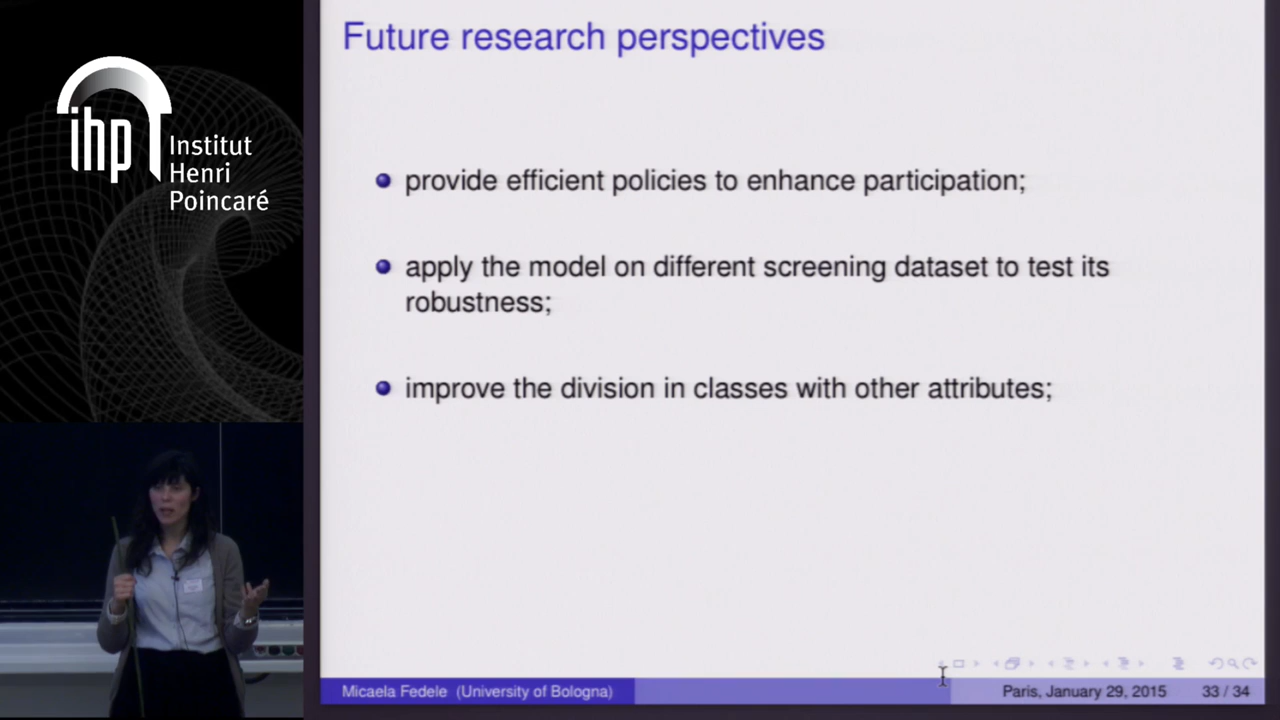 ihp
Institut
Henri
Poincaré
Future research perspectives
provide efficient policies to enhance participation;
apply the model on different screening dataset to test its
robustness;
improve the division in classes with other attributes;
Micaela Fedele (University of Bologna)
Paris, January 29, 2015
33 / 34